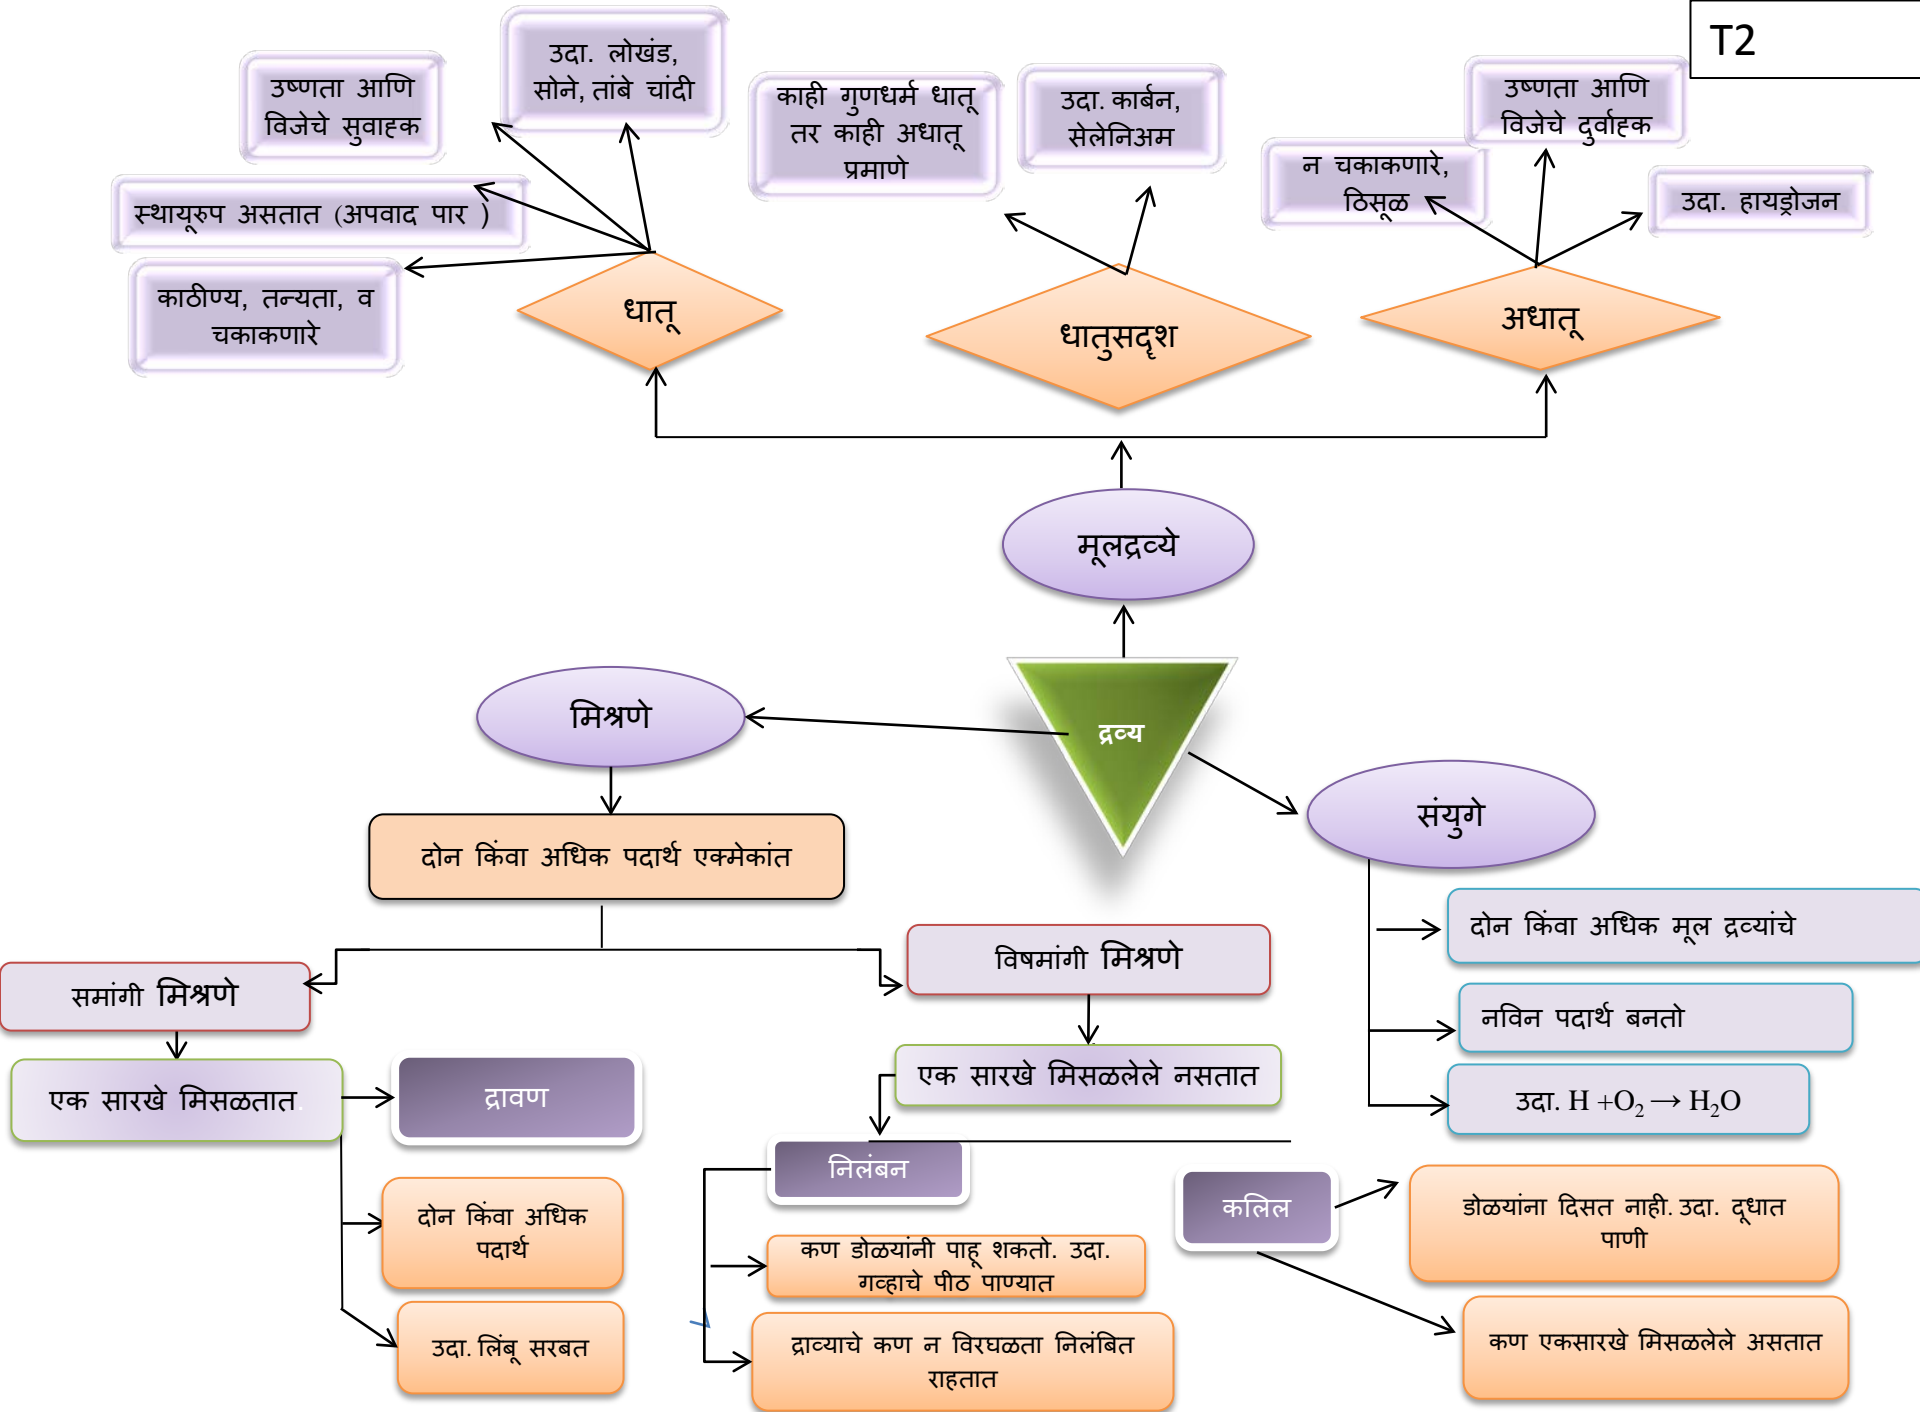 T2
उदा. लोखंड,
सोने, तांबे चांदी
उष्णता आणि
विजेचे सुवाहक
स्थायूरुप असतात (अपवाद पार )
काठीण्य, तन्यता, व
चकाकणारे
काही गुणधर्म धातू
तर काही अधातू
प्रमाणे
उदा. कार्बन,
सेलेनिअम
उष्णता आणि
विजेचे दुर्वाहक
न चकाकणारे,
ठिसूळ
उदा. हायड्रोजन
धातू
धातुसदृश
अधातू
मूलद्रव्ये
मिश्रणे
द्रव्य
संयुगे
दोन किंवा अधिक पदार्थ एकमेकांत
दोन किंवा अधिक मूल द्रव्यांचे
नविन पदार्थ बनतो
उदा. H +O₂ → H₂O
समांगी मिश्रणे
विषमांगी मिश्रणे
एक सारखे मिसळतात.
द्रावण
एक सारखे मिसळलेले नसतात
दोन किंवा अधिक
पदार्थ
उदा. लिंबू सरबत
निलंबन
कण डोळयांनी पाहू शकतो. उदा.
गव्हाचे पीठ पाण्यात
द्राव्याचे कण न विरघळता निलंबित
राहतात
कलिल
डोळयांना दिसत नाही. उदा. दूधात
पाणी
कण एकसारखे मिसळलेले असतात